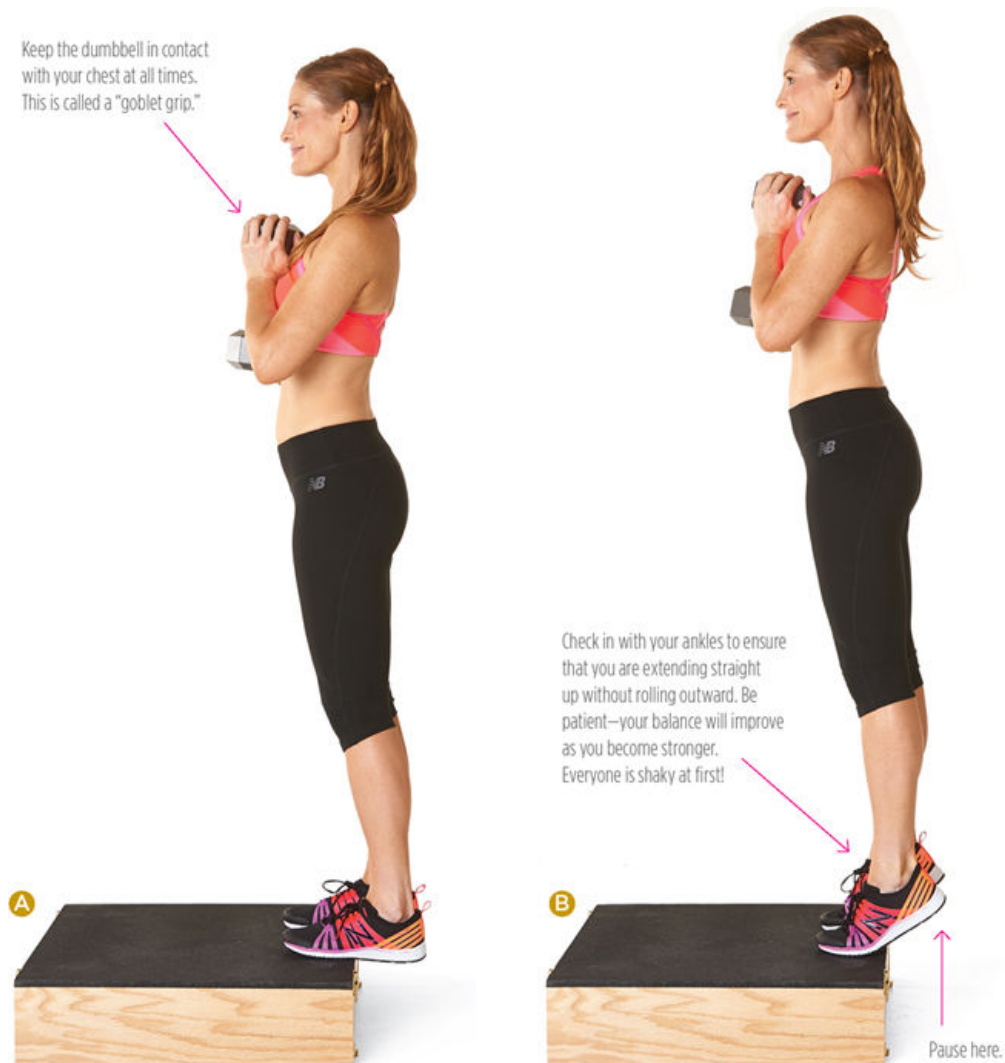 Keep the dumbbell in contact
with your chest at all times.
This is called a “goblet grip.”
NB
NB
Check in with your ankles to ensure
that you are extending straight
up without rolling outward. Be
patient—your balance will improve
as you become stronger.
Everyone is shaky at first!
A
B
N
N
Pause here.